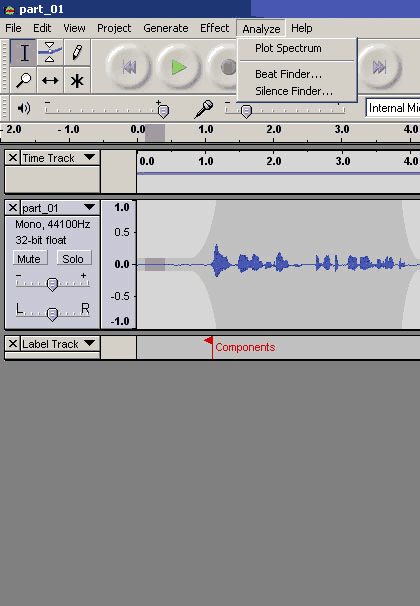 part_01
File Edit View Project Generate Effect Analyze Help
Plot Spectrum
Beat Finder...
Silence Finder...
Internal Mi
- 2.0 - 1.0 0.0 1.0 2.0 3.0 4.0
Time Track
0.0 1.0 2.0 3.0 4.0
part_01
Mono, 44100Hz
32-bit float
Mute Solo
- +
L R
1.0
0.5
0.0
-0.5
-1.0
Label Track
Components